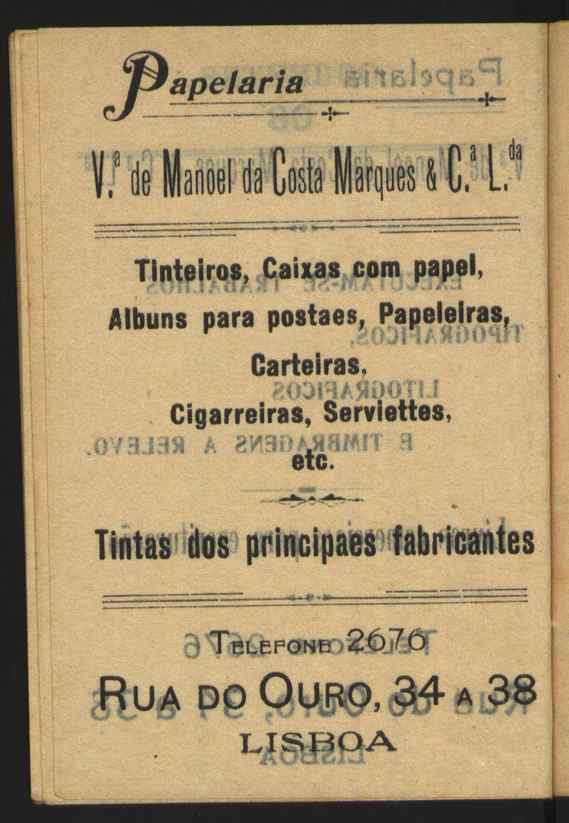 Papelaria
V.ª de Manoel da Costa Marques & C.ª L.da
Tinteiros, Caixas com papel,
Albuns para postaes, Papeleiras,
Carteiras,
Cigarreiras, Serviettes,
etc.
Tintas dos principaes fabricantes
TELEFONE 2676
RUA DO OURO, 34 A 38
LISBOA